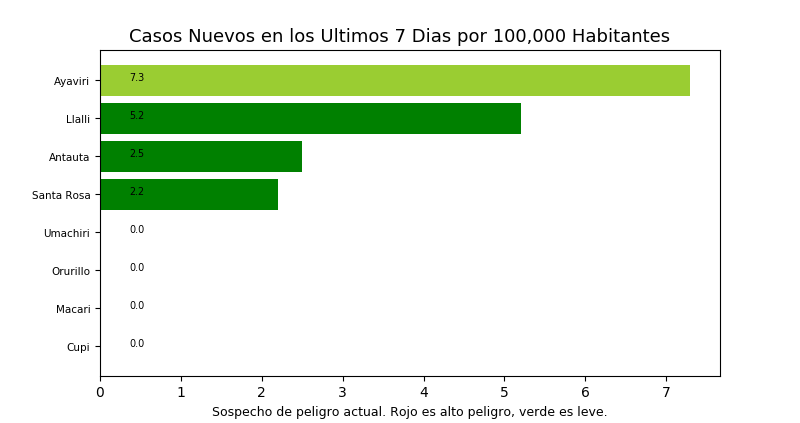 Casos Nuevos en los Ultimos 7 Dias por 100,000 Habitantes
Ayaviri 7.3
Llalli 5.2
Antauta 2.5
Santa Rosa 2.2
Umachiri 0.0
Orurillo 0.0
Macari 0.0
Cupi 0.0
0 1 2 3 4 5 6 7
Sospecho de peligro actual. Rojo es alto peligro, verde es leve.